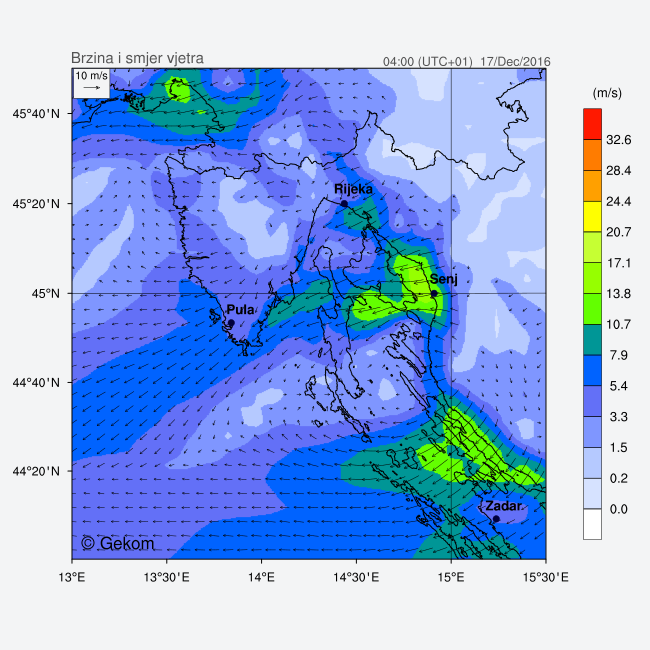 Brzina i smjer vjetra
04:00 (UTC+01) 17/Dec/2016
10 m/s
(m/s)
45°40'N
45°20'N
45°N
44°40'N
44°20'N
Rijeka
Senj
Pula
Zadar
32.6
28.4
24.4
20.7
17.1
13.8
10.7
7.9
5.4
3.3
1.5
0.2
0.0
© Gekom
13°E
13°30'E
14°E
14°30'E
15°E
15°30'E